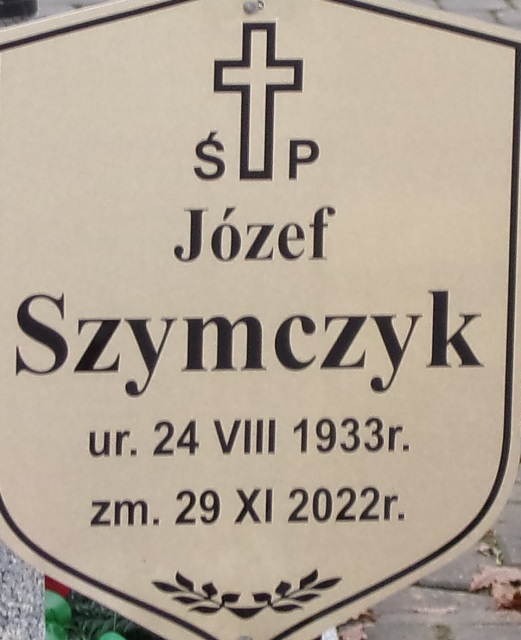 Ś P
Józef
Szymczyk
ur. 24 VIII 1933r.
zm. 29 XI 2022r.